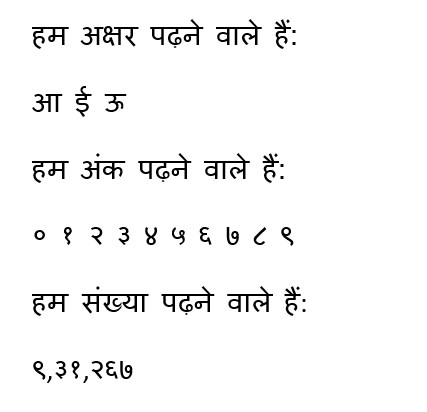 हम अक्षर पढ़ने वाले हैं:
आ ई ऊ
हम अंक पढ़ने वाले हैं:
० १ २ ३ ४ ५ ६ ७ ८ ९
हम संख्या पढ़ने वाले हैं:
९,३१,२६७